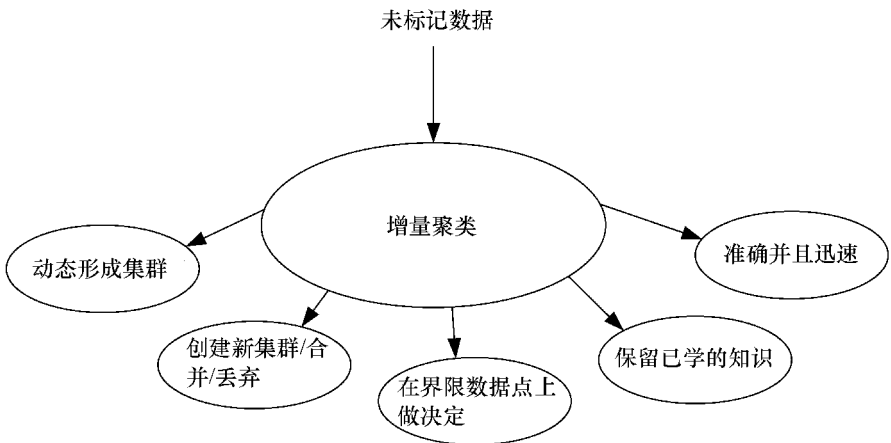 未标记数据
增量聚类
动态形成集群
准确并且迅速
创建新集群/合
并/丢弃
保留已学的知识
在界限数据点上
做决定